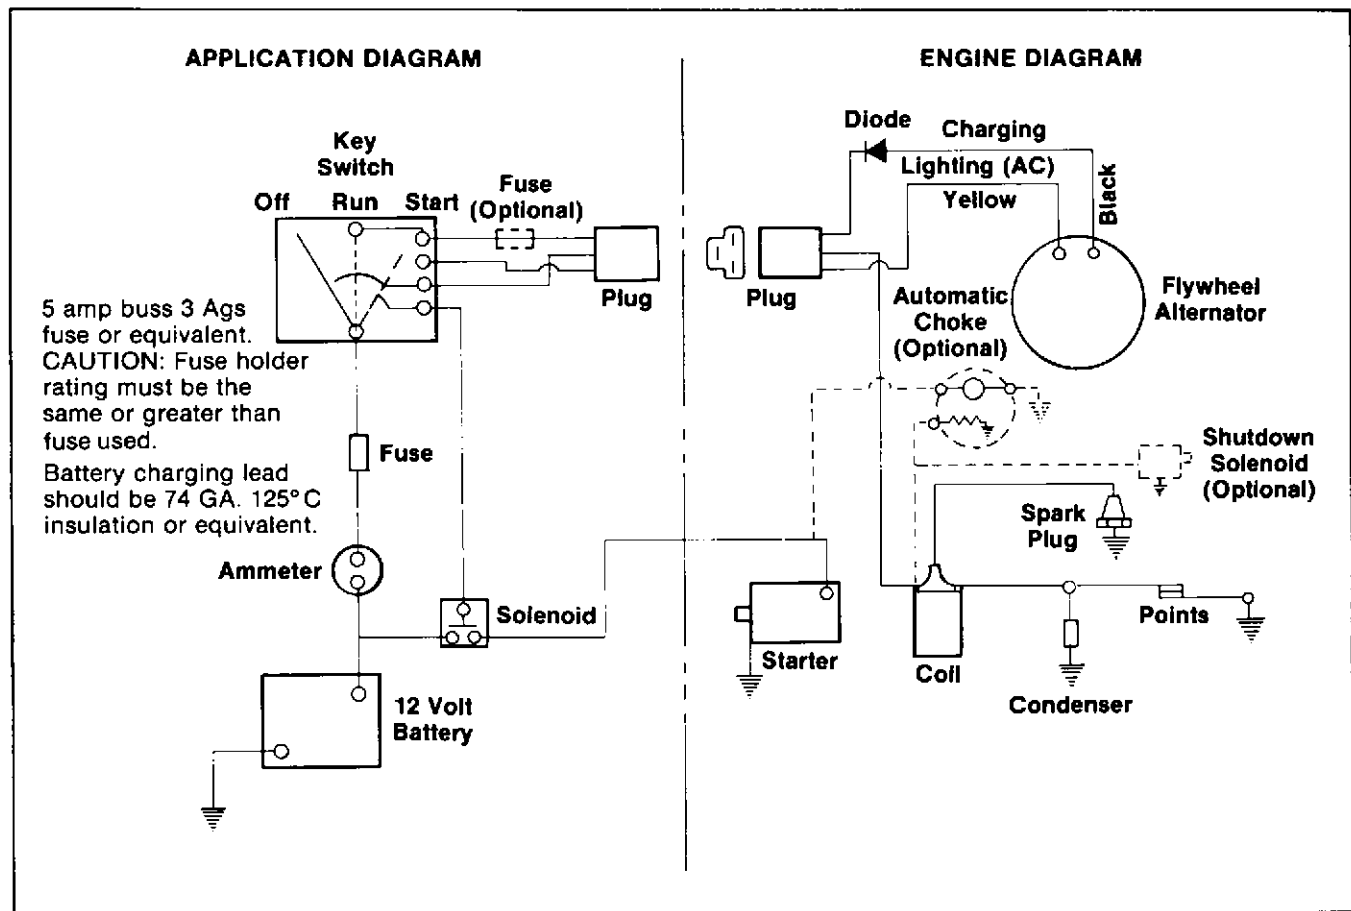 APPLICATION DIAGRAM
ENGINE DIAGRAM
Key
Switch
Off Run Start
Fuse
(Optional)
Plug
5 amp buss 3 Ags
fuse or equivalent.
CAUTION: Fuse holder
rating must be the
same or greater than
fuse used.
Battery charging lead
should be 74 GA. 125°C
insulation or equivalent.
Fuse
Ammeter
Solenoid
12 Volt
Battery
Diode
Charging
Lighting (AC)
Yellow
Black
Plug
Flywheel
Alternator
Automatic
Choke
(Optional)
Shutdown
Solenoid
(Optional)
Spark
Plug
Starter
Coil
Condenser
Points